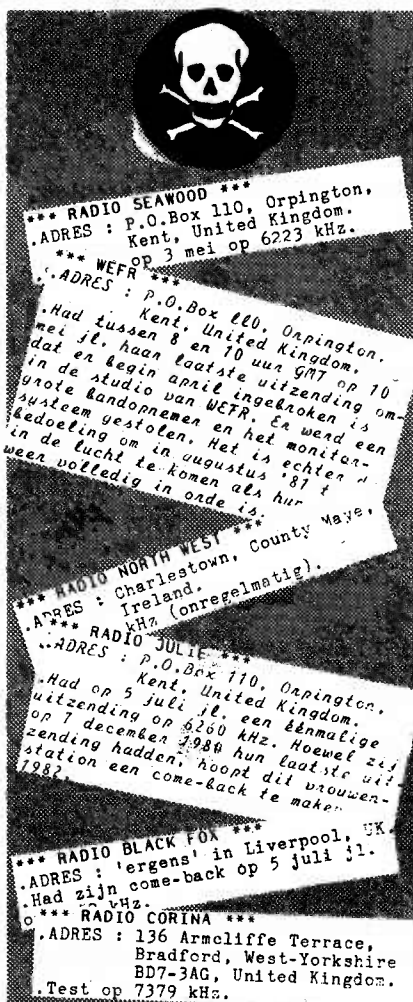 *** RADIO SEAWOOD ***
.ADRES : P.O.Box 110, Orpington,
Kent, United Kingdom.
op 3 mei op 6223 kHz.
*** WEFR ***
.ADRES : P.O.Box 110, Orpington,
Kent, United Kingdom.
.Had tussen 8 en 10 uur GMT op 10
mei jl. haar laatste uitzending om-
dat er begin april ingebroken is
in de studio van WEFR. Er werd een
grote bandopnemer en het monitor-
systeem gestolen. Het is echter
bedoeling om in augustus '81 t
in de lucht te komen als hun
weer volledig in orde is.
*** RADIO NORTH WEST ***
.ADRES : Charlestown, County Maye,
Ireland.
kHz (onregelmatig).
*** RADIO JULIE ***
.ADRES : P.O.Box 110, Orpington,
Kent, United Kingdom.
.Had op 5 juli jl. een éénmalige
uitzending op 6260 kHz. Hoewel zij
op 7 december 1980 hun laatste uit-
zending hadden, hoopt dit vrouwen-
station een come-back te maken
1982.
*** RADIO BLACK FOX ***
.ADRES : 'ergens' in Liverpool, UK.
.Had zijn come-back op 5 juli jl.
kHz.
*** RADIO CORINA ***
.ADRES : 136 Armcliffe Terrace,
Bradford, West-Yorkshire
BD7-3AG, United Kingdom.
.Test op 7379 kHz.